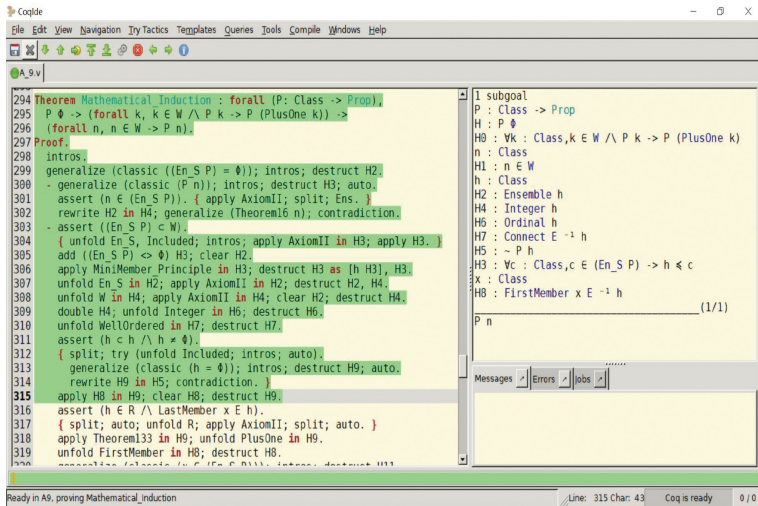 CoqIde
File Edit View Navigation Try Tactics Templates Queries Tools Compile Windows Help
A_9.v
294 Theorem Mathematical_Induction : forall (P: Class -> Prop),
295 P Φ -> (forall k, k ∈ W /\ P k -> P (PlusOne k)) ->
296 (forall n, n ∈ W -> P n).
297 Proof.
298 intros.
299 generalize (classic ((En_S P) = Φ)); intros; destruct H2.
300 - generalize (classic (P n)); intros; destruct H3; auto.
301 assert (n ∈ (En_S P)). { apply AxiomII; split; Ens. }
302 rewrite H2 in H4; generalize (Theorem16 n); contradiction.
303 - assert ((En_S P) ⊂ W).
304 { unfold En_S, Included; intros; apply AxiomII in H3; apply H3. }
305 add ((En_S P) <> Φ) H3; clear H2.
306 apply MiniMember_Principle in H3; destruct H3 as [h H3], H3.
307 unfold En_S in H2; apply AxiomII in H2; destruct H2, H4.
308 unfold W in H4; apply AxiomII in H4; clear H2; destruct H4.
309 double H4; unfold Integer in H6; destruct H6.
310 unfold WellOrdered in H7; destruct H7.
311 assert (h ⊂ h /\ h ≠ Φ).
312 { split; try (unfold Included; intros; auto).
313 generalize (classic (h = Φ)); intros; destruct H9; auto.
314 rewrite H9 in H5; contradiction. }
315 apply H8 in H9; clear H8; destruct H9.
316 assert (h ∈ R /\ LastMember x E h).
317 { split; auto; unfold R; apply AxiomII; split; auto. }
318 apply Theorem133 in H9; unfold PlusOne in H9.
319 unfold FirstMember in H8; destruct H8.
1 subgoal
P : Class -> Prop
H : P Φ
H0 : ∀k : Class,k ∈ W /\ P k -> P (PlusOne k)
n : Class
H1 : n ∈ W
h : Class
H2 : Ensemble h
H4 : Integer h
H6 : Ordinal h
H7 : Connect E ⁻¹ h
H5 : ~ P h
H3 : ∀c : Class,c ∈ (En_S P) -> h ≼ c
x : Class
H8 : FirstMember x E ⁻¹ h
(1/1)
P n
Messages Errors Jobs
Ready in A9, proving Mathematical_Induction Line: 315 Char: 43 Coq is ready 0 / 0